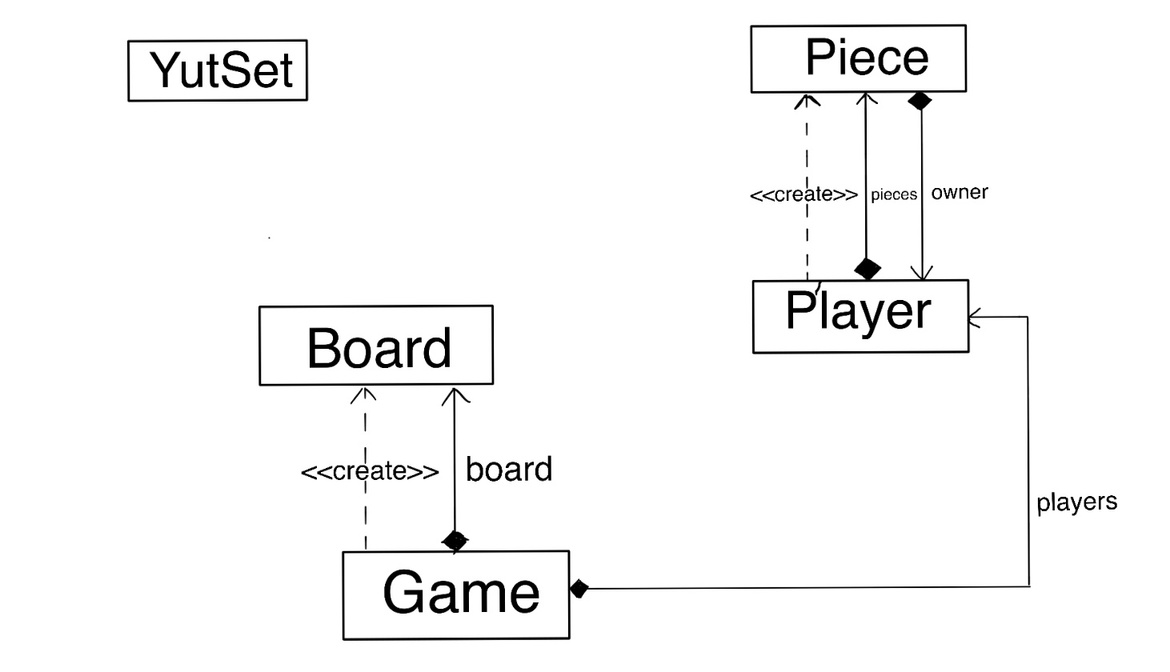 YutSet
Piece
<<create>>
pieces
owner
Player
Board
<<create>>
board
players
Game